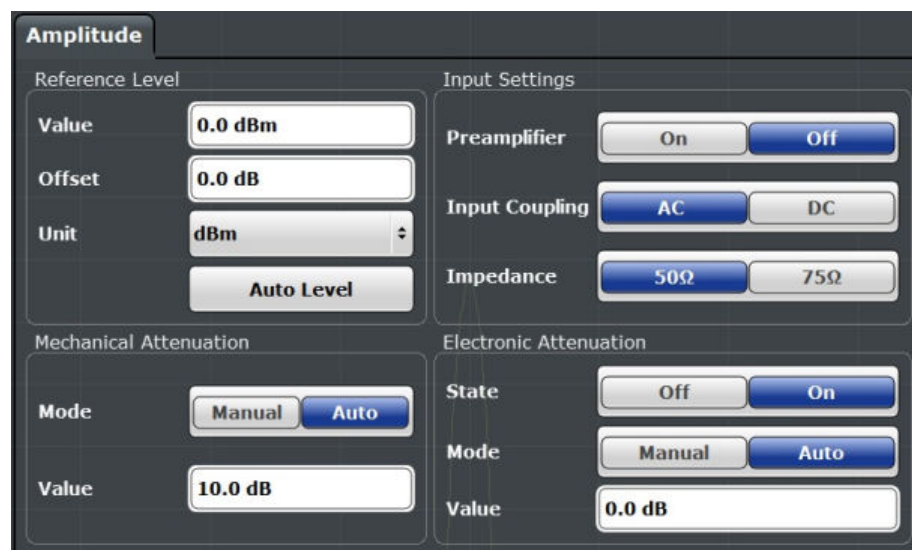 Amplitude
Reference Level
Value 0.0 dBm
Offset 0.0 dB
Unit dBm
Auto Level
Input Settings
Preamplifier On Off
Input Coupling AC DC
Impedance 50Ω 75Ω
Mechanical Attenuation
Mode Manual Auto
Value 10.0 dB
Electronic Attenuation
State Off On
Mode Manual Auto
Value 0.0 dB